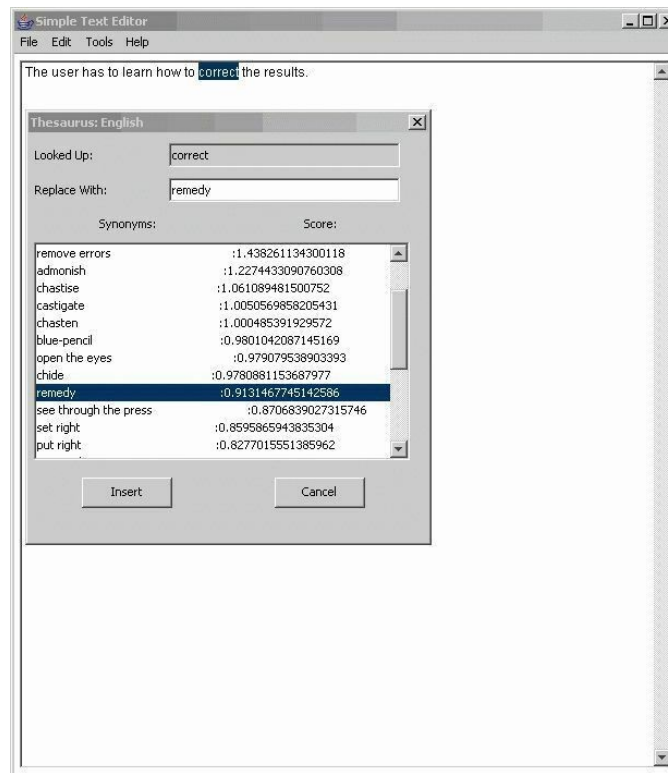 Simple Text Editor
File Edit Tools Help
The user has to learn how to correct the results.
Thesaurus: English
Looked Up: correct
Replace With: remedy
Synonyms: Score:
remove errors :1.438261134300118
admonish :1.2274433090760308
chastise :1.061089481500752
castigate :1.0050569858205431
chasten :1.000485391929572
blue-pencil :0.9801042087145169
open the eyes :0.979079538903393
chide :0.9780881153687977
remedy :0.9131467745142586
see through the press :0.8706839027315746
set right :0.8595865943835304
put right :0.8277015551385962
Insert Cancel